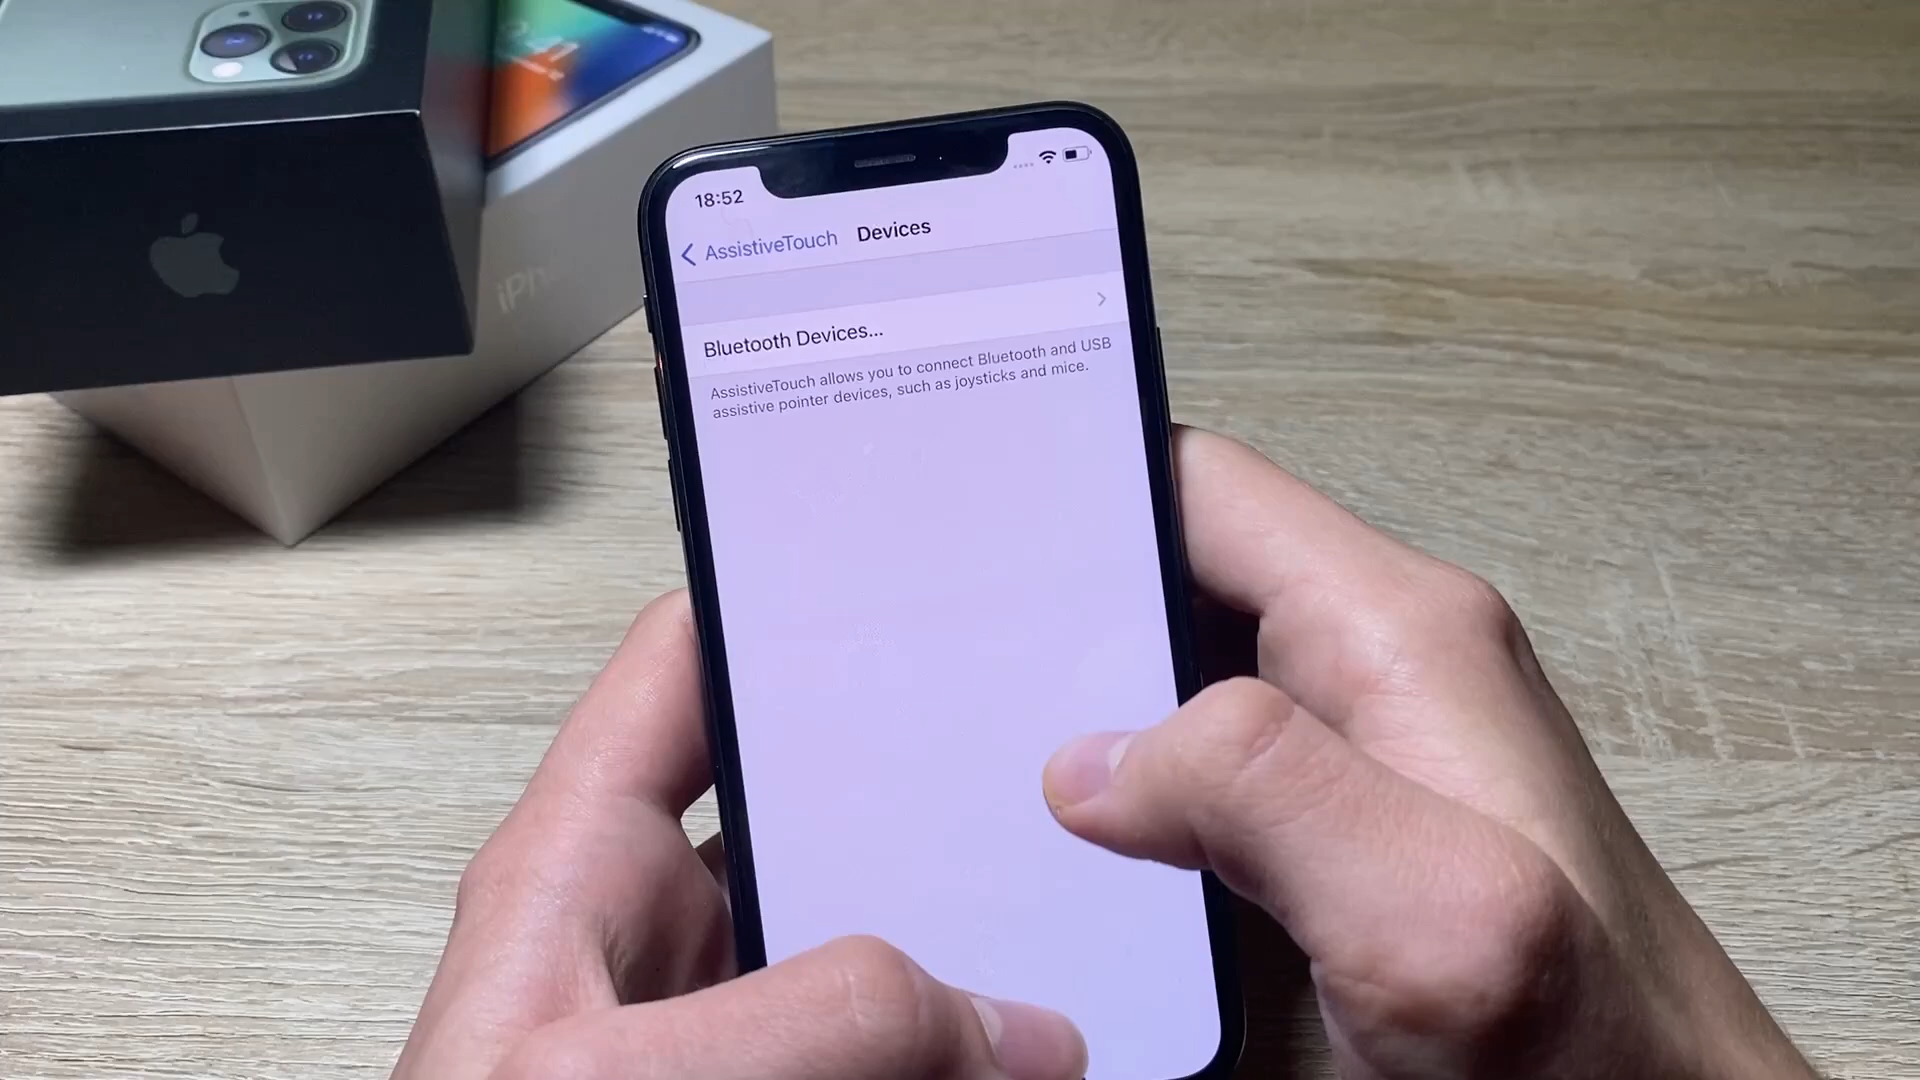 18:52
AssistiveTouch Devices
Bluetooth Devices...
AssistiveTouch allows you to connect Bluetooth and USB
assistive pointer devices, such as joysticks and mice.